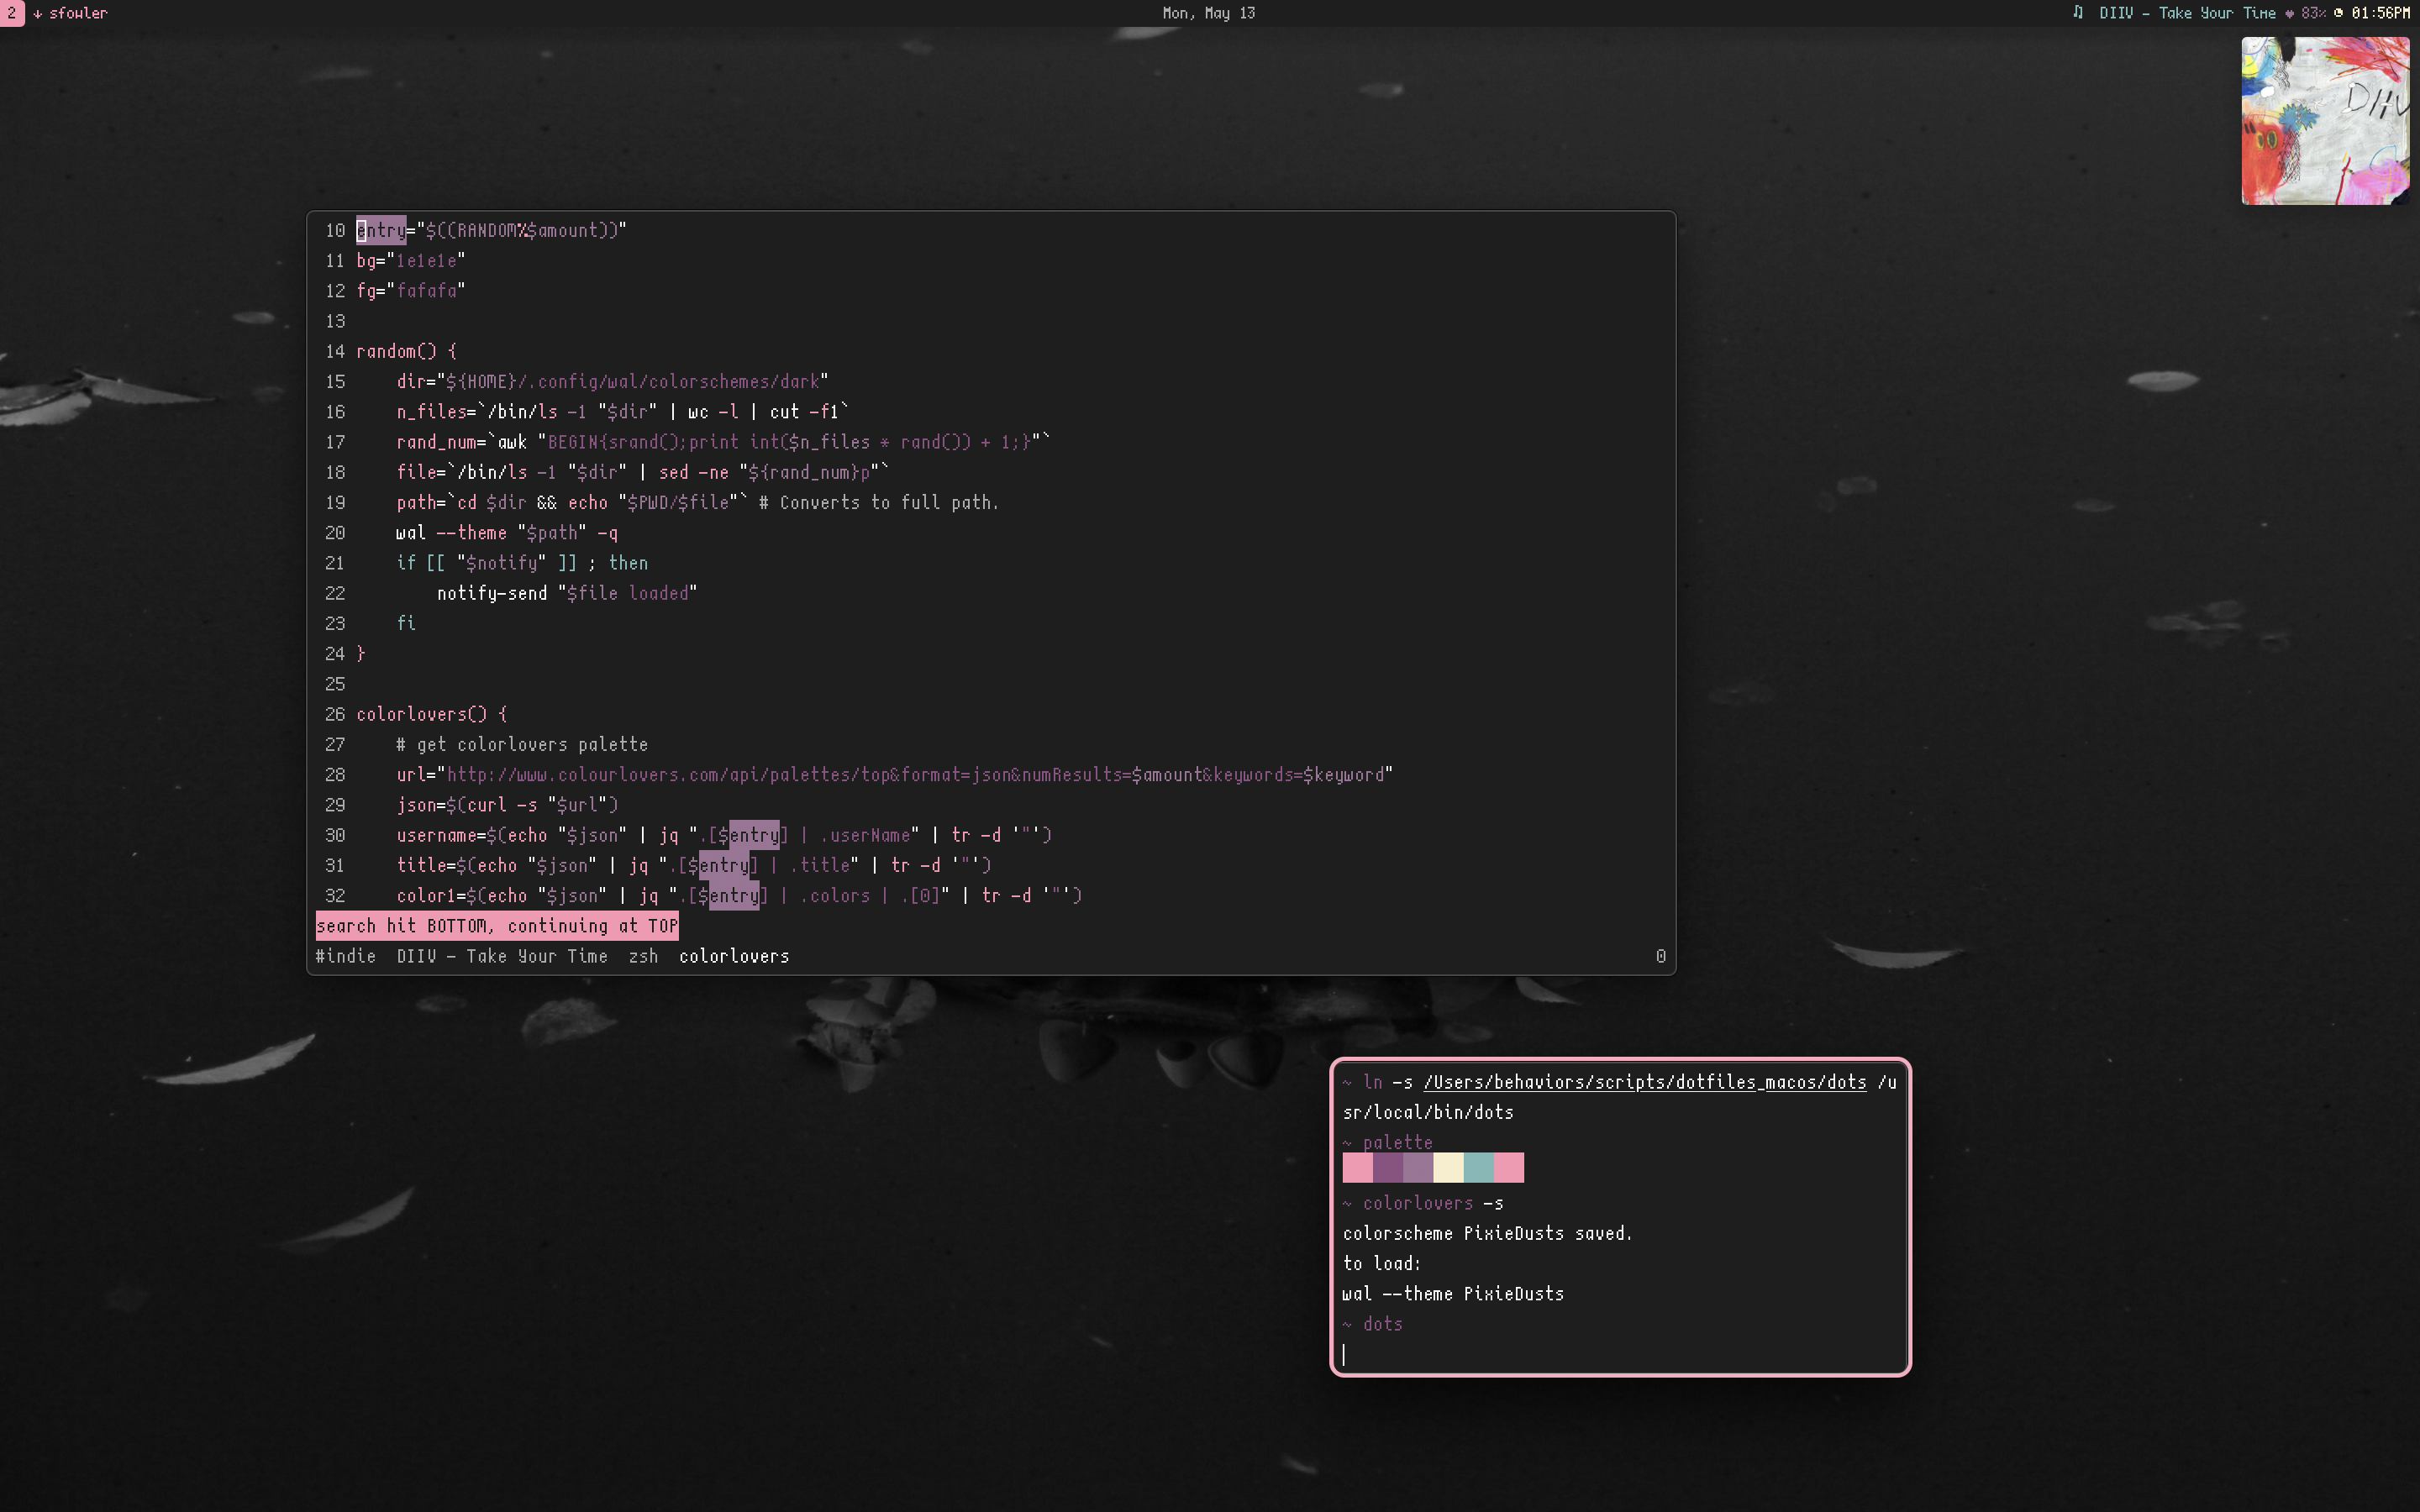 2 ↓ sfowler
Mon, May 13
♫ DIIV - Take Your Time ♥ 83% 01:56PM
DIIV
10 entry="$((RANDOM%$amount))"
11 bg="1e1e1e"
12 fg="fafafa"
13
14 random() {
15     dir="${HOME}/.config/wal/colorschemes/dark"
16     n_files=`/bin/ls -1 "$dir" | wc -l | cut -f1`
17     rand_num=`awk "BEGIN{srand();print int($n_files * rand()) + 1;}"`
18     file=`/bin/ls -1 "$dir" | sed -ne "${rand_num}p"`
19     path=`cd $dir && echo "$PWD/$file"` # Converts to full path.
20     wal --theme "$path" -q
21     if [[ "$notify" ]] ; then
22         notify-send "$file loaded"
23     fi
24 }
25
26 colorlovers() {
27     # get colorlovers palette
28     url="http://www.colourlovers.com/api/palettes/top&format=json&numResults=$amount&keywords=$keyword"
29     json=$(curl -s "$url")
30     username=$(echo "$json" | jq ".[$entry] | .userName" | tr -d '"')
31     title=$(echo "$json" | jq ".[$entry] | .title" | tr -d '"')
32     color1=$(echo "$json" | jq ".[$entry] | .colors | .[0]" | tr -d '"')
search hit BOTTOM, continuing at TOP
#indie  DIIV - Take Your Time  zsh  colorlovers 0
~ ln -s /Users/behaviors/scripts/dotfiles_macos/dots /u
sr/local/bin/dots
~ palette
~ colorlovers -s
colorscheme PixieDusts saved.
to load:
wal --theme PixieDusts
~ dots